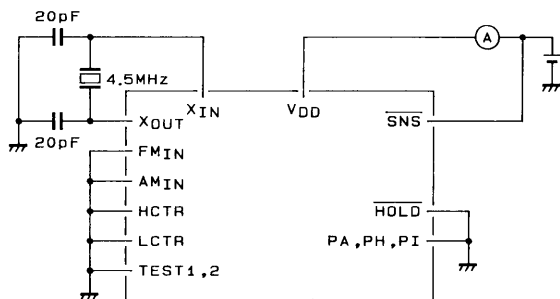 20pF
A
4.5MHz
XIN
VDD
XOUT
SNS
20pF
FMIN
AMIN
HCTR
HOLD
LCTR
PA,PH,PI
TEST1,2